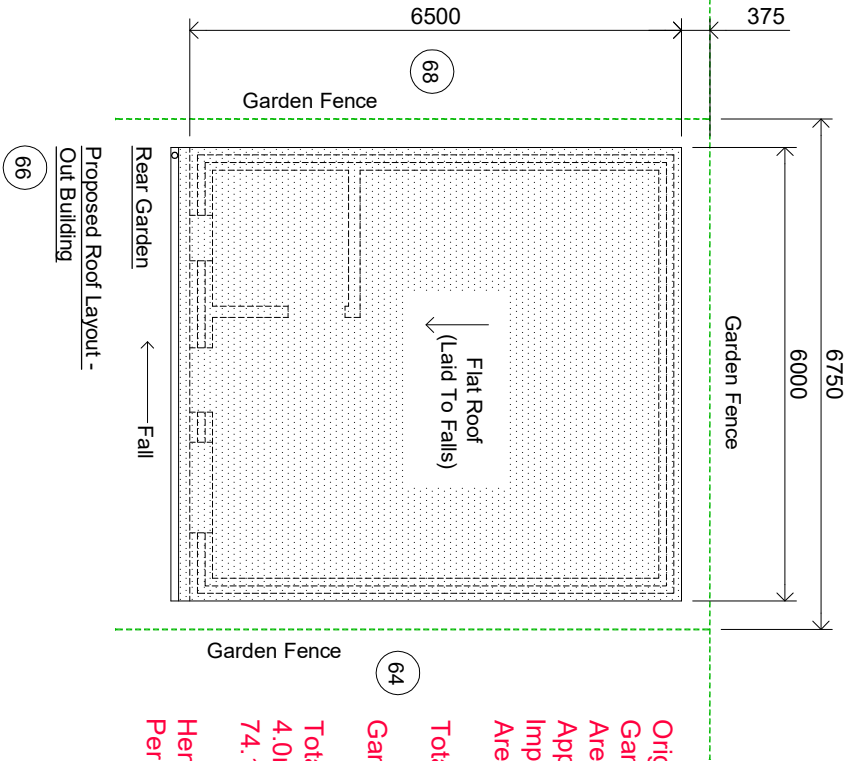 6500
375
68
Garden Fence
6750
6000
Garden Fence
Flat Roof
(Laid To Falls)
Rear Garden
Fall
Proposed Roof Layout -
Out Building
66
Garden Fence
64